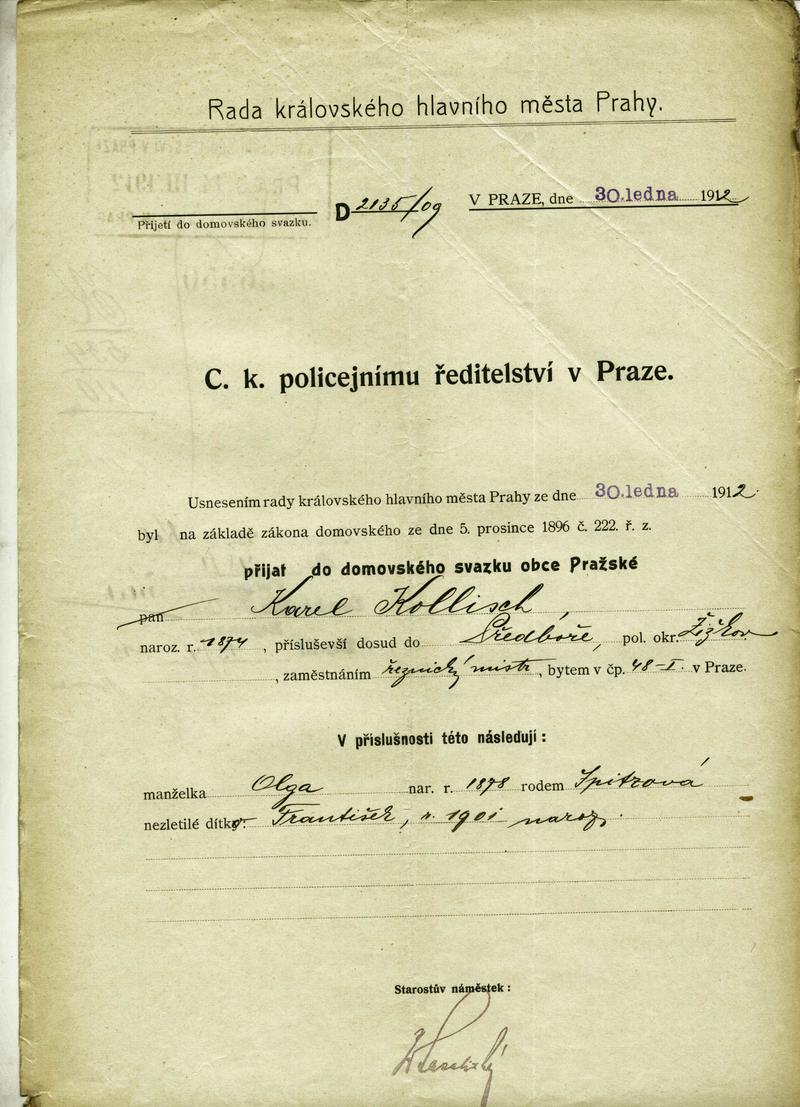 Rada královského hlavního města Prahy.
Přijetí do domovského svazku.
D 2135/09
V PRAZE, dne 30. ledna 1912
C. k. policejnímu ředitelství v Praze.
Usnesením rady královského hlavního města Prahy ze dne 30. ledna 1912.
byl na základě zákona domovského ze dne 5. prosince 1896 č. 222. ř. z.
přijat do domovského svazku obce Pražské
pan Karel Kollisch,
naroz. r. 1874, přísluševší dosud do Předboře, pol. okr. Žižkov
, zaměstnáním řeznický mistr, bytem v čp. 48-I. v Praze.
V příslušnosti této následují:
manželka Olga nar. r. 1878 rodem Spitzová
nezletilé dítko: František, r. 1901 naroz.
Starostův náměstek: